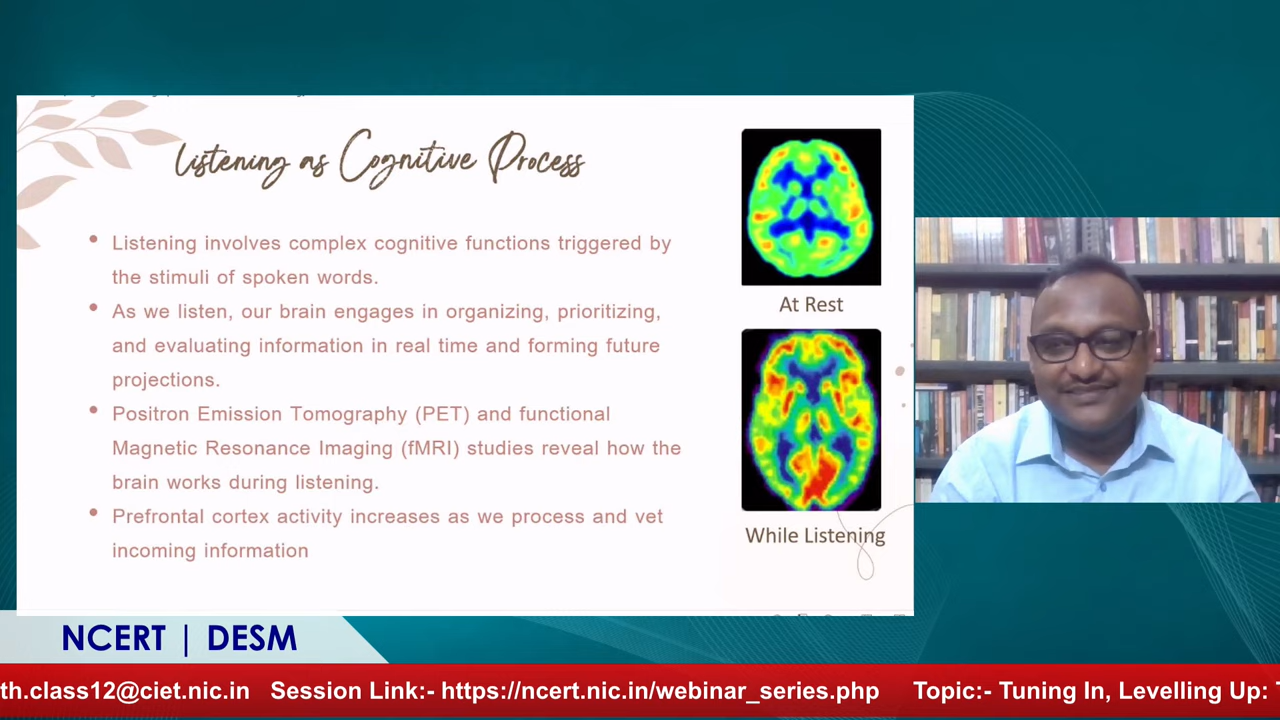 Listening as Cognitive Process
• Listening involves complex cognitive functions triggered by
the stimuli of spoken words.
• As we listen, our brain engages in organizing, prioritizing,
and evaluating information in real time and forming future
projections.
• Positron Emission Tomography (PET) and functional
Magnetic Resonance Imaging (fMRI) studies reveal how the
brain works during listening.
• Prefrontal cortex activity increases as we process and vet
incoming information
At Rest
While Listening
NCERT | DESM
th.class12@ciet.nic.in Session Link:- https://ncert.nic.in/webinar_series.php Topic:- Tuning In, Levelling Up: